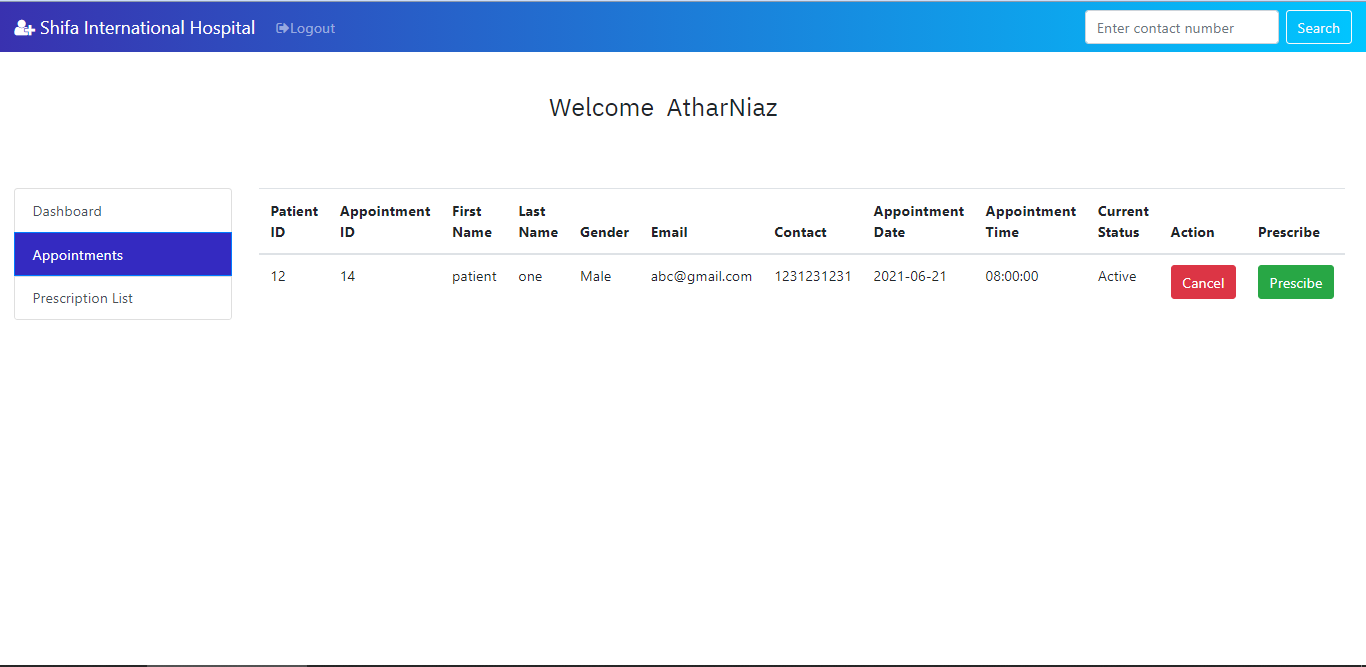 Shifa International Hospital Logout Enter contact number Search
Welcome AtharNiaz
Dashboard
Appointments
Prescription List
Patient ID Appointment ID First Name Last Name Gender Email Contact Appointment Date Appointment Time Current Status Action Prescribe
12 14 patient one Male abc@gmail.com 1231231231 2021-06-21 08:00:00 Active Cancel Prescibe